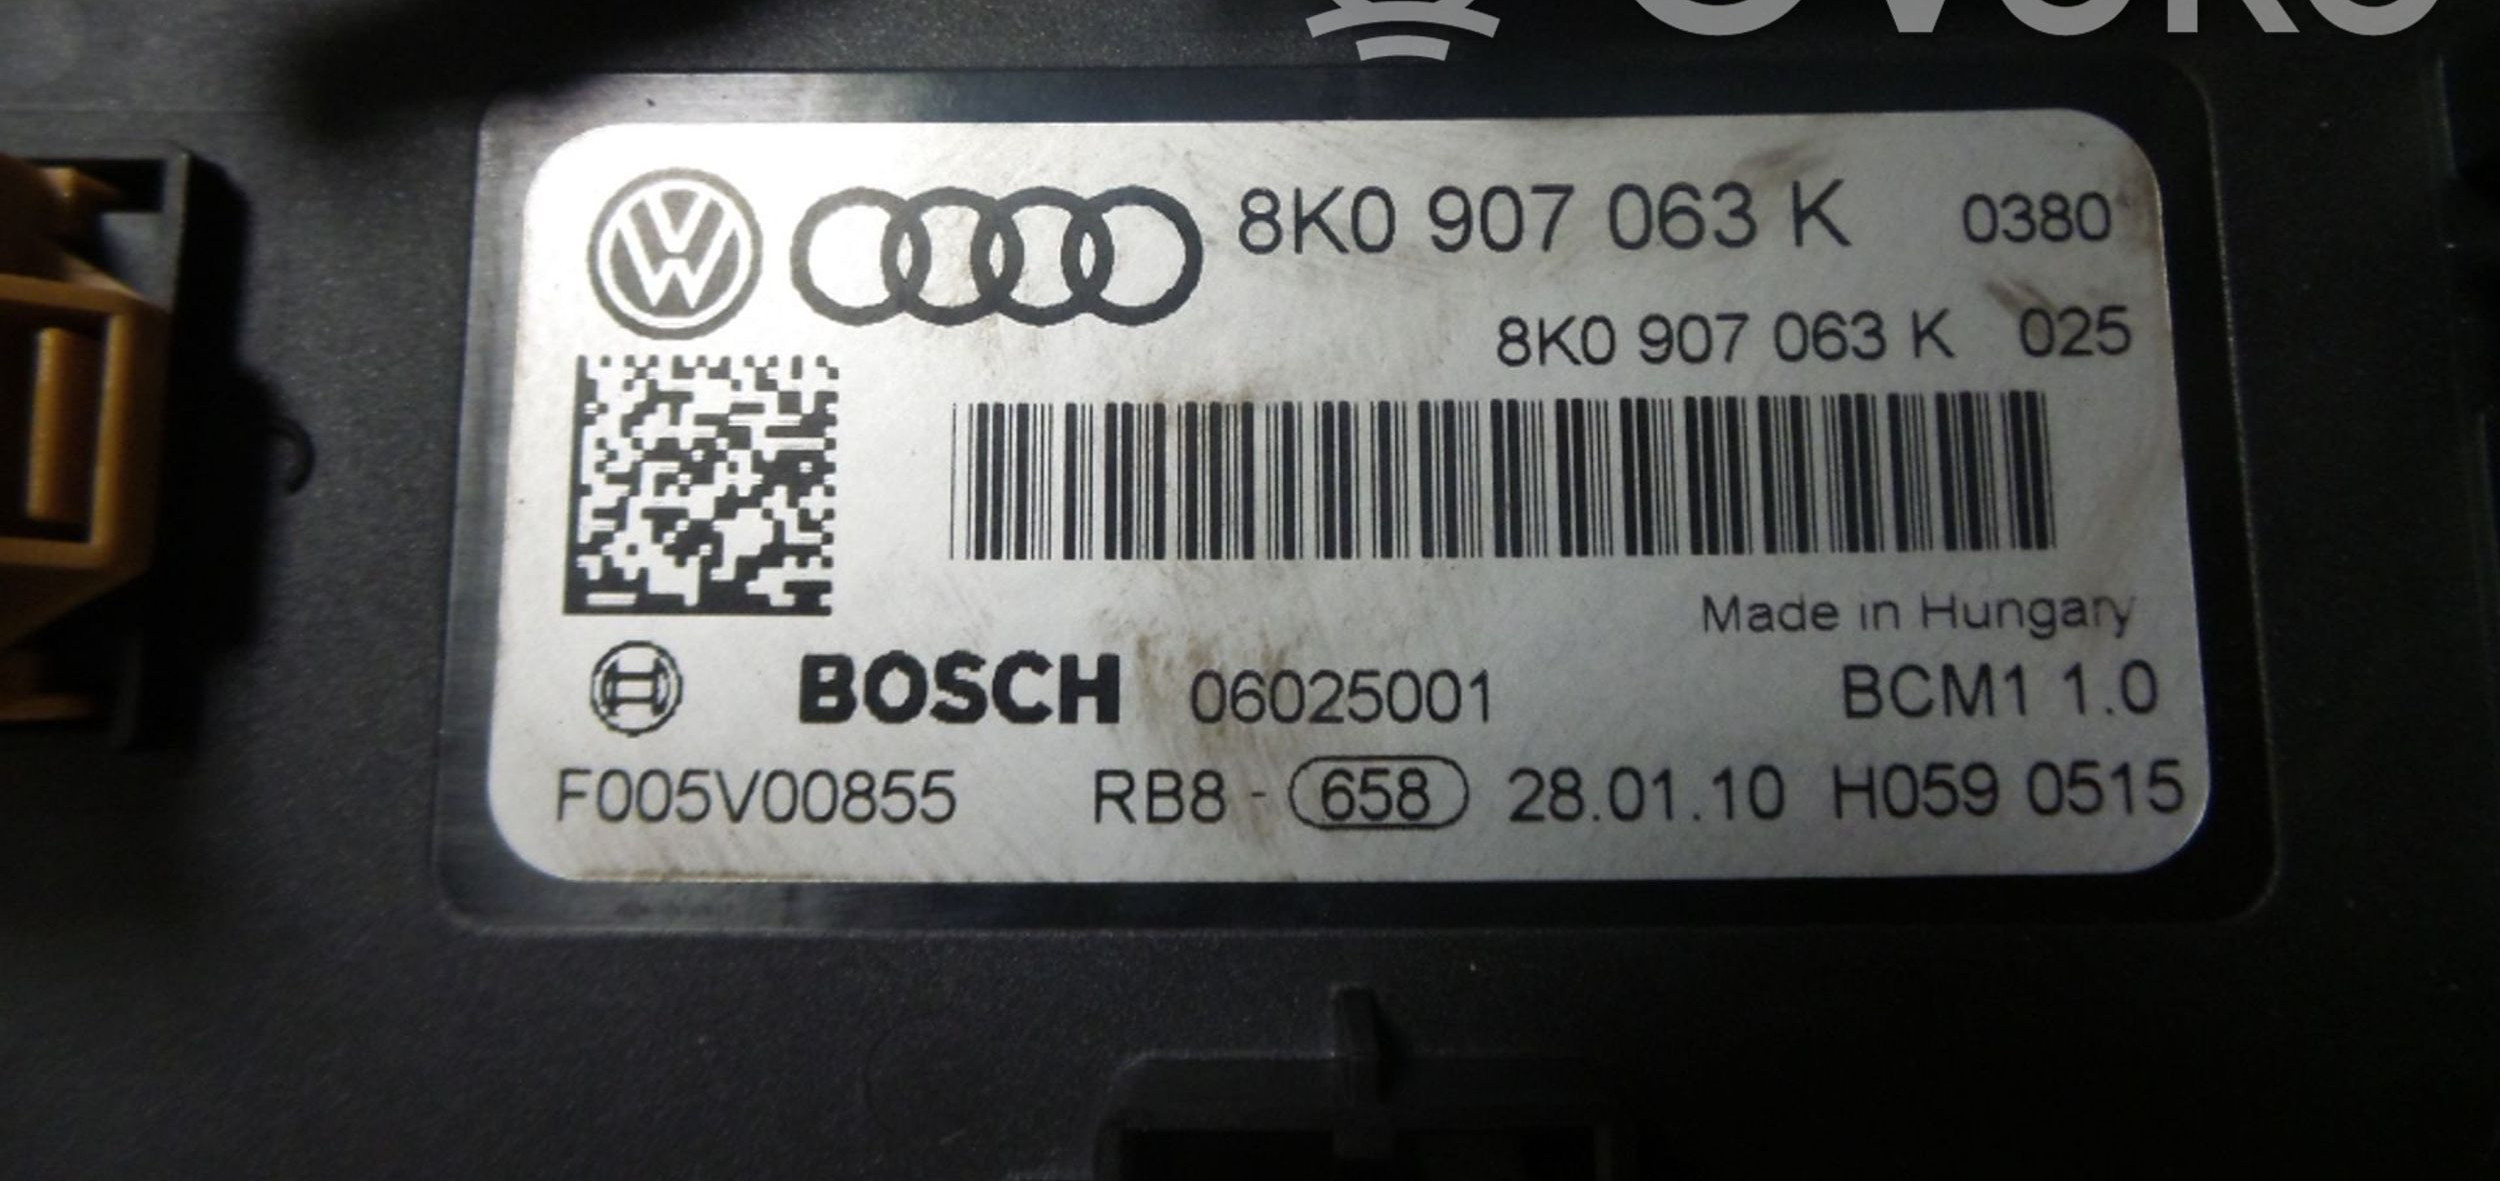 8K0 907 063 K 0380
8K0 907 063 K 025
Made in Hungary
BOSCH 06025001 BCM1 1.0
F005V00855 RB8 - 658 28.01.10 H059 0515